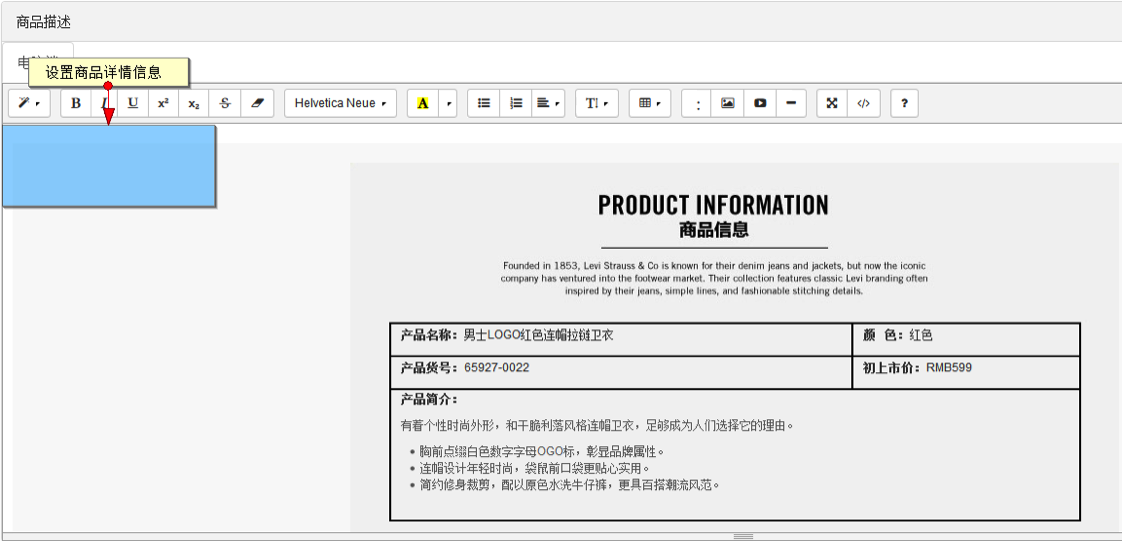 商品描述
设置商品详情信息
B U x² x₂ S Helvetica Neue A T! ?
PRODUCT INFORMATION
商品信息
Founded in 1853, Levi Strauss & Co is known for their denim jeans and jackets, but now the iconic
company has ventured into the footwear market. Their collection features classic Levi branding often
inspired by their jeans, simple lines, and fashionable stitching details.
产品名称：男士LOGO红色连帽拉链卫衣 颜 色：红色
产品货号：65927-0022 初上市价：RMB599
产品简介：
有着个性时尚外形，和干脆利落风格连帽卫衣，足够成为人们选择它的理由。
• 胸前点缀白色数字字母OGO标，彰显品牌属性。
• 连帽设计年轻时尚，袋鼠前口袋更贴心实用。
• 简约修身裁剪，配以原色水洗牛仔裤，更具百搭潮流风范。